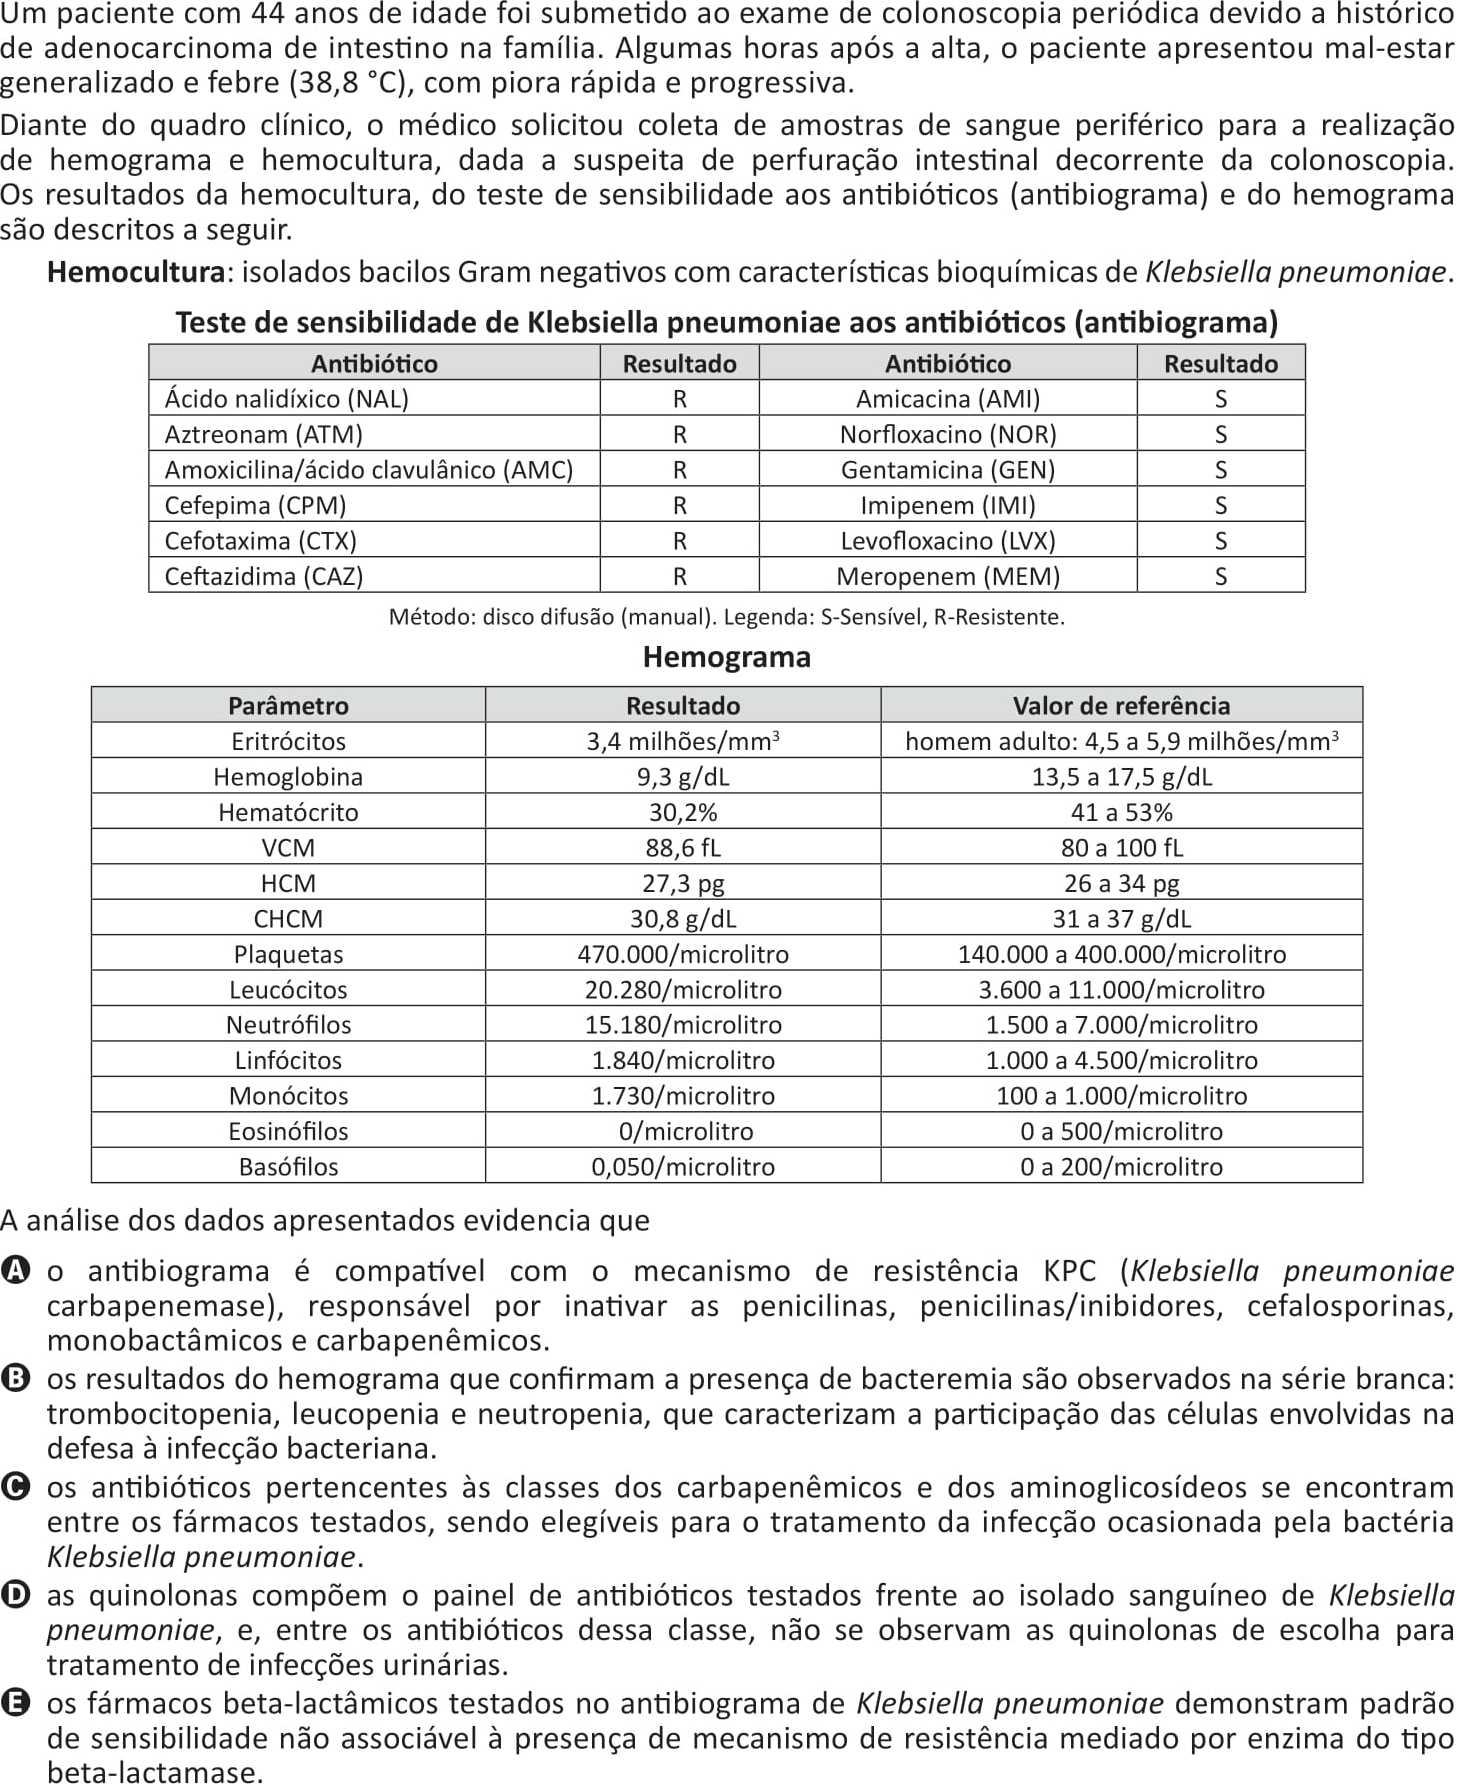 Um paciente com 44 anos de idade foi submetido ao exame de colonoscopia periódica devido a histórico
de adenocarcinoma de intestino na família. Algumas horas após a alta, o paciente apresentou mal-estar
generalizado e febre (38,8 °C), com piora rápida e progressiva.
Diante do quadro clínico, o médico solicitou coleta de amostras de sangue periférico para a realização
de hemograma e hemocultura, dada a suspeita de perfuração intestinal decorrente da colonoscopia.
Os resultados da hemocultura, do teste de sensibilidade aos antibióticos (antibiograma) e do hemograma
são descritos a seguir.
Hemocultura: isolados bacilos Gram negativos com características bioquímicas de Klebsiella pneumoniae.
Teste de sensibilidade de Klebsiella pneumoniae aos antibióticos (antibiograma)
Antibiótico Resultado Antibiótico Resultado
Ácido nalidíxico (NAL) R Amicacina (AMI) S
Aztreonam (ATM) R Norfloxacino (NOR) S
Amoxicilina/ácido clavulânico (AMC) R Gentamicina (GEN) S
Cefepima (CPM) R Imipenem (IMI) S
Cefotaxima (CTX) R Levofloxacino (LVX) S
Ceftazidima (CAZ) R Meropenem (MEM) S
Método: disco difusão (manual). Legenda: S-Sensível, R-Resistente.
Hemograma
Parâmetro Resultado Valor de referência
Eritrócitos 3,4 milhões/mm³ homem adulto: 4,5 a 5,9 milhões/mm³
Hemoglobina 9,3 g/dL 13,5 a 17,5 g/dL
Hematócrito 30,2% 41 a 53%
VCM 88,6 fL 80 a 100 fL
HCM 27,3 pg 26 a 34 pg
CHCM 30,8 g/dL 31 a 37 g/dL
Plaquetas 470.000/microlitro 140.000 a 400.000/microlitro
Leucócitos 20.280/microlitro 3.600 a 11.000/microlitro
Neutrófilos 15.180/microlitro 1.500 a 7.000/microlitro
Linfócitos 1.840/microlitro 1.000 a 4.500/microlitro
Monócitos 1.730/microlitro 100 a 1.000/microlitro
Eosinófilos 0/microlitro 0 a 500/microlitro
Basófilos 0,050/microlitro 0 a 200/microlitro
A análise dos dados apresentados evidencia que
A o antibiograma é compatível com o mecanismo de resistência KPC (Klebsiella pneumoniae
carbapenemase), responsável por inativar as penicilinas, penicilinas/inibidores, cefalosporinas,
monobactâmicos e carbapenêmicos.
B os resultados do hemograma que confirmam a presença de bacteremia são observados na série branca:
trombocitopenia, leucopenia e neutropenia, que caracterizam a participação das células envolvidas na
defesa à infecção bacteriana.
C os antibióticos pertencentes às classes dos carbapenêmicos e dos aminoglicosídeos se encontram
entre os fármacos testados, sendo elegíveis para o tratamento da infecção ocasionada pela bactéria
Klebsiella pneumoniae.
D as quinolonas compõem o painel de antibióticos testados frente ao isolado sanguíneo de Klebsiella
pneumoniae, e, entre os antibióticos dessa classe, não se observam as quinolonas de escolha para
tratamento de infecções urinárias.
E os fármacos beta-lactâmicos testados no antibiograma de Klebsiella pneumoniae demonstram padrão
de sensibilidade não associável à presença de mecanismo de resistência mediado por enzima do tipo
beta-lactamase.